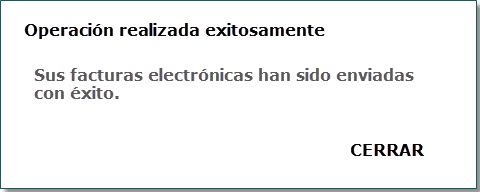 Operación realizada exitosamente
Sus facturas electrónicas han sido enviadas
con éxito.
CERRAR